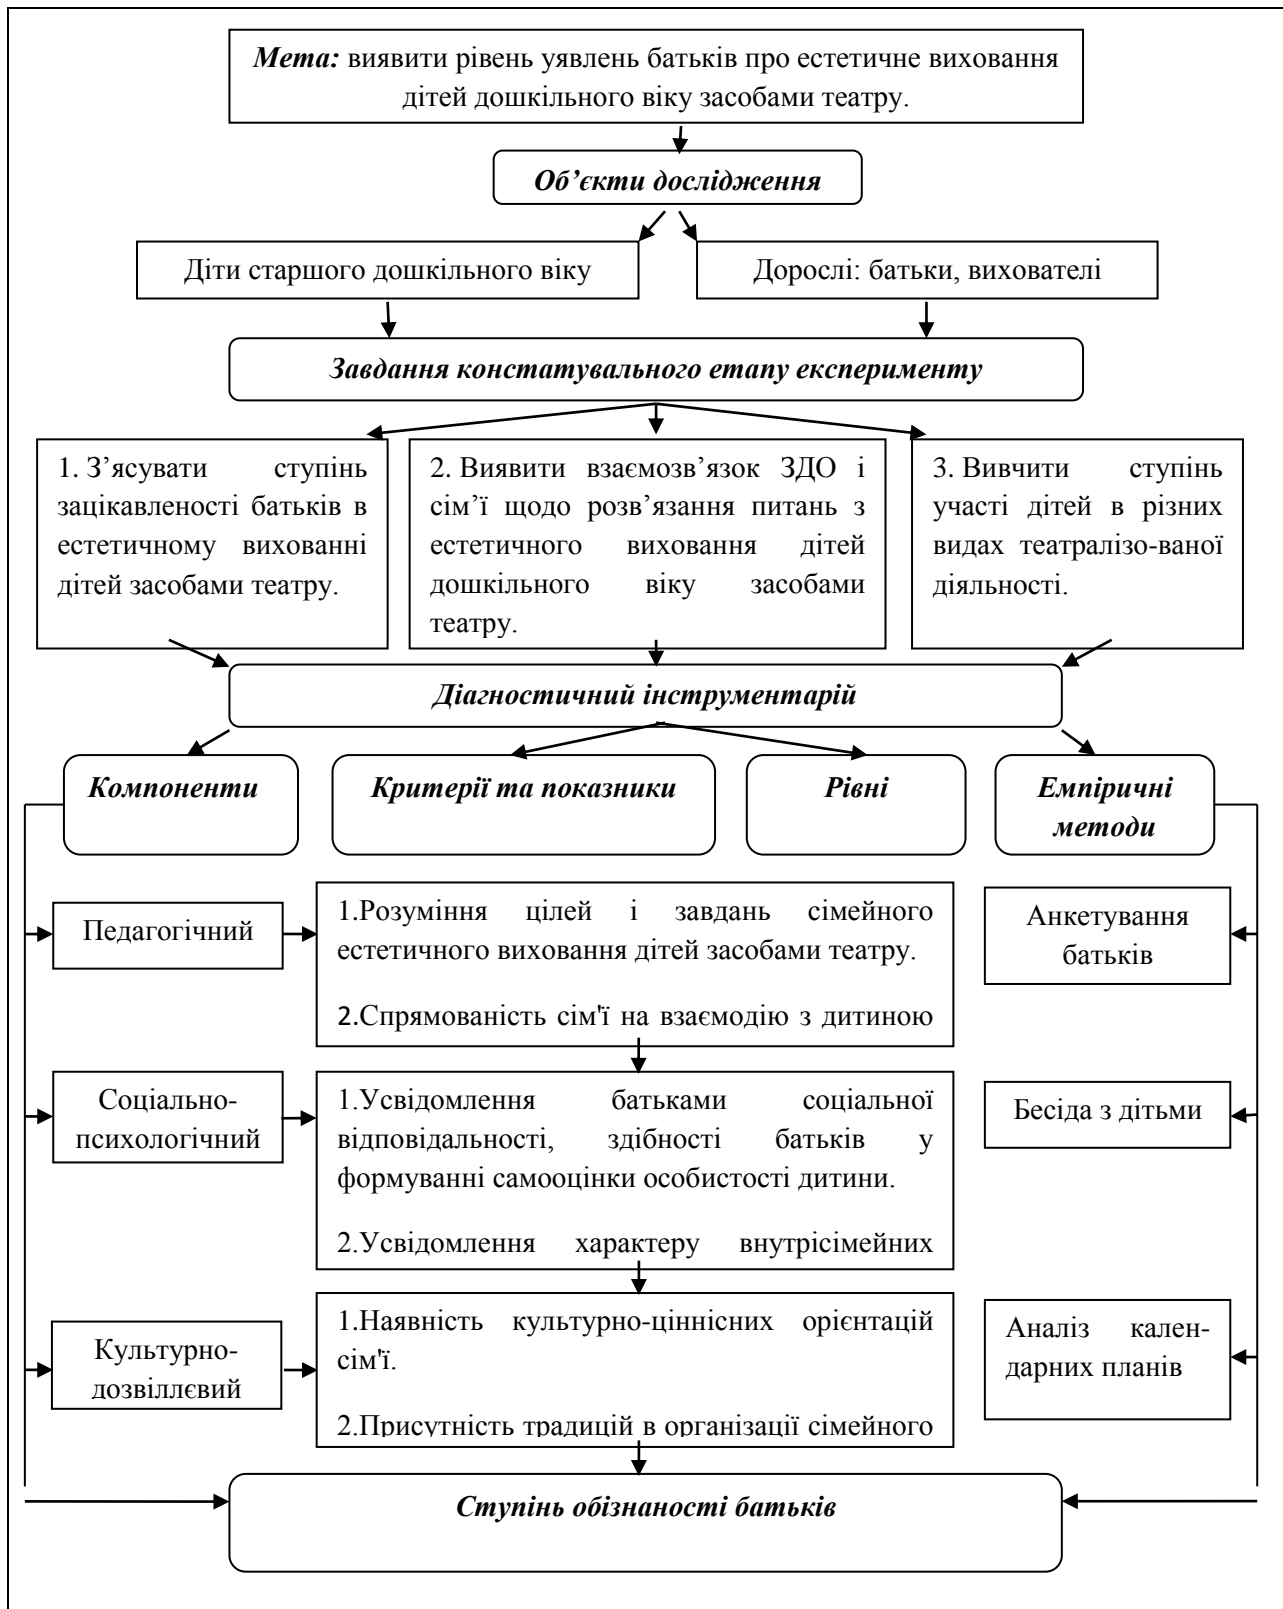 Мета: виявити рівень уявлень батьків про естетичне виховання
дітей дошкільного віку засобами театру.
Об’єкти дослідження
Діти старшого дошкільного віку
Дорослі: батьки, вихователі
Завдання констатувального етапу експерименту
1. З’ясувати ступінь
зацікавленості батьків в
естетичному вихованні
дітей засобами театру.
2. Виявити взаємозв’язок ЗДО і
сім’ї щодо розв’язання питань з
естетичного виховання дітей
дошкільного віку засобами
театру.
3. Вивчити ступінь
участі дітей в різних
видах театралізо-ваної
діяльності.
Діагностичний інструментарій
Компоненти
Критерії та показники
Рівні
Емпіричні
методи
Педагогічний
1.Розуміння цілей і завдань сімейного
естетичного виховання дітей засобами театру.
2.Спрямованість сім'ї на взаємодію з дитиною
Анкетування
батьків
Соціально-
психологічний
1.Усвідомлення батьками соціальної
відповідальності, здібності батьків у
формуванні самооцінки особистості дитини.
2.Усвідомлення характеру внутрісімейних
Бесіда з дітьми
Культурно-
дозвіллєвий
1.Наявність культурно-ціннісних орієнтацій
сім'ї.
2.Присутність традицій в організації сімейного
Аналіз кален-
дарних планів
Ступінь обізнаності батьків